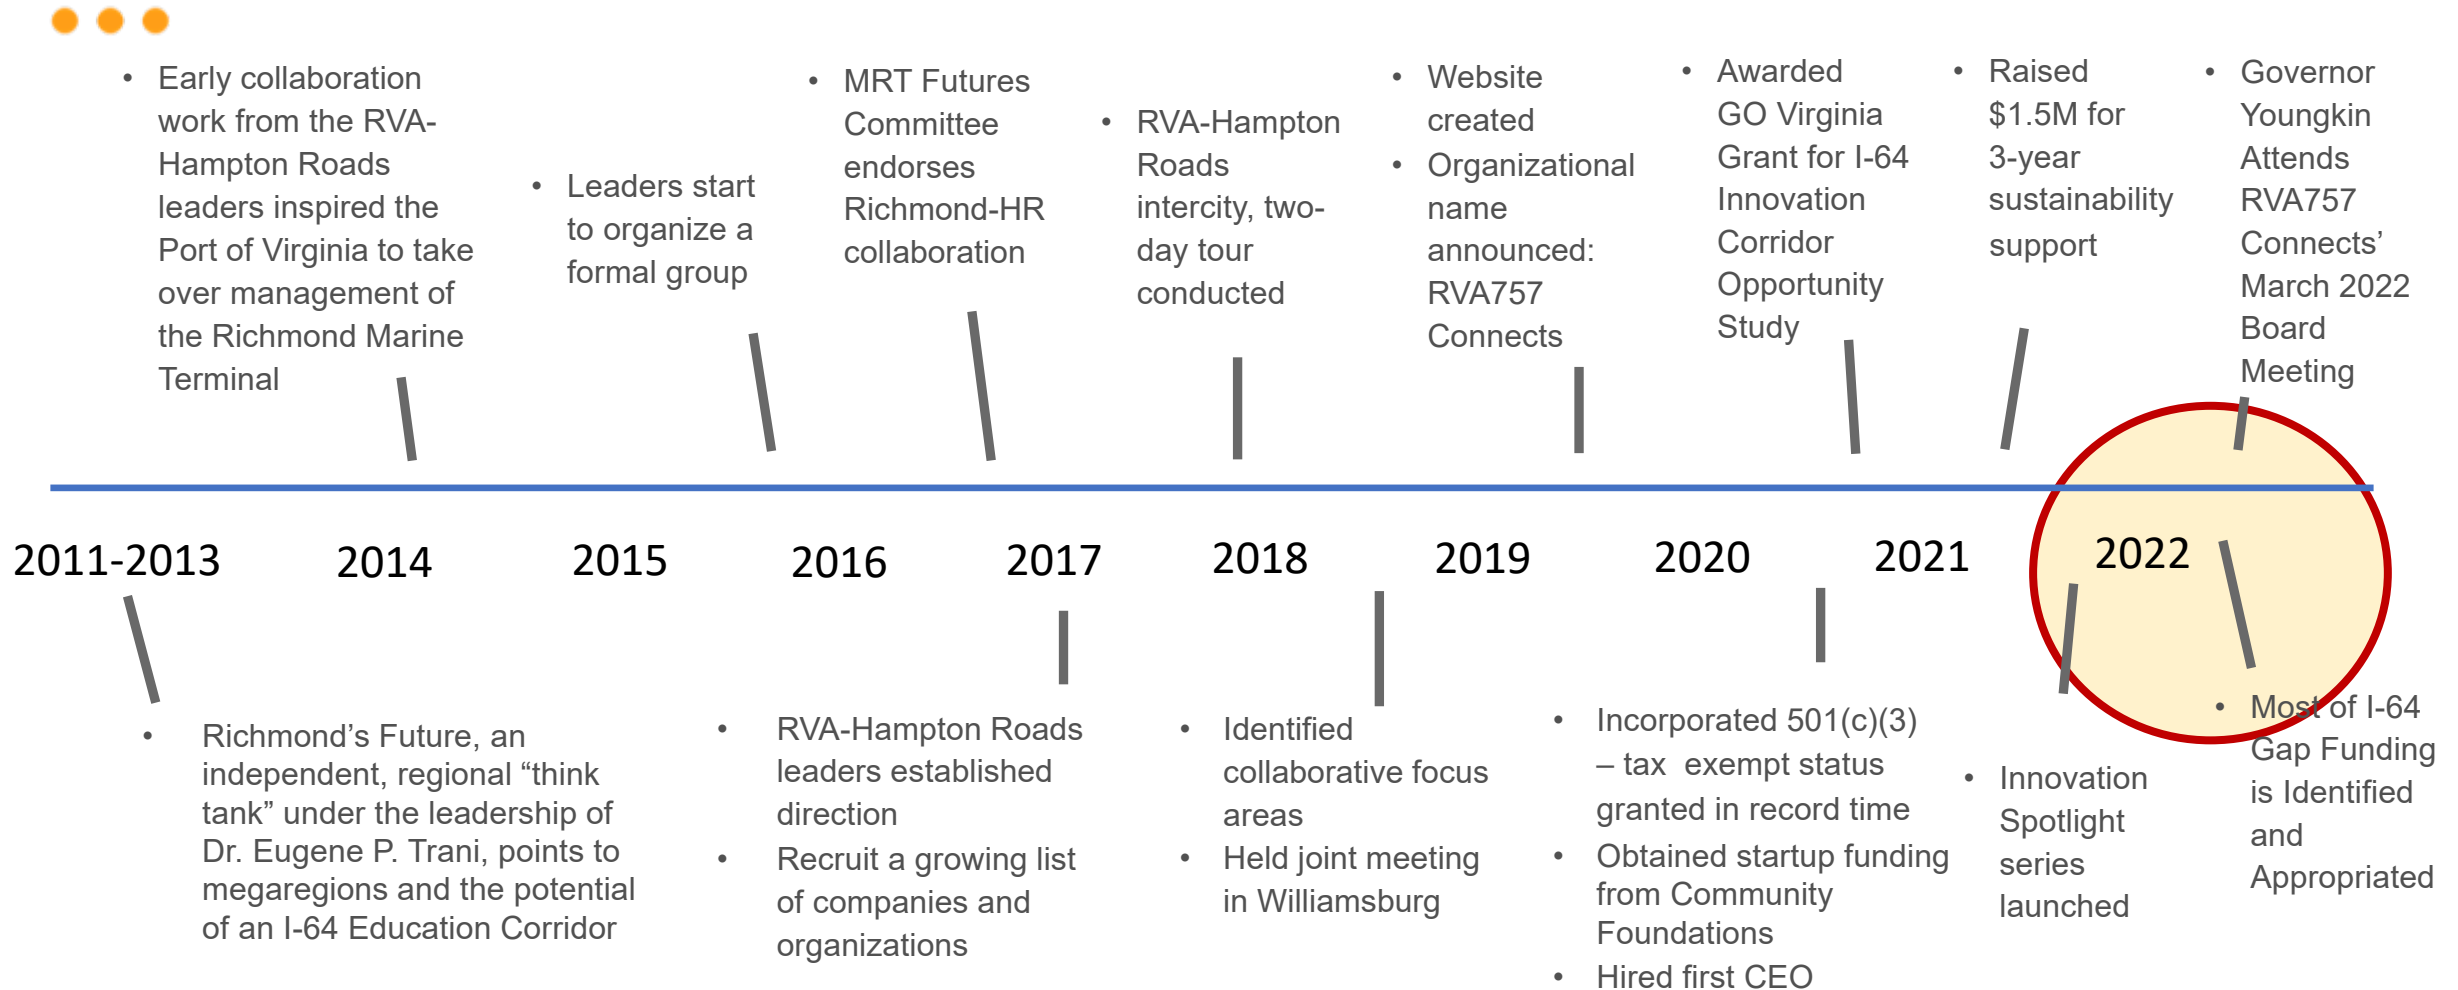 • Early collaboration
work from the RVA-
Hampton Roads
leaders inspired the
Port of Virginia to take
over management of
the Richmond Marine
Terminal
• Leaders start
to organize a
formal group
• MRT Futures
Committee
endorses
Richmond-HR
collaboration
• RVA-Hampton
Roads
intercity, two-
day tour
conducted
• Website
created
• Organizational
name
announced:
RVA757
Connects
• Awarded
GO Virginia
Grant for I-64
Innovation
Corridor
Opportunity
Study
• Raised
$1.5M for
3-year
sustainability
support
• Governor
Youngkin
Attends
RVA757
Connects’
March 2022
Board
Meeting
2011-2013
2014
2015
2016
2017
2018
2019
2020
2021
2022
• Richmond’s Future, an
independent, regional “think
tank” under the leadership of
Dr. Eugene P. Trani, points to
megaregions and the potential
of an I-64 Education Corridor
• RVA-Hampton Roads
leaders established
direction
• Recruit a growing list
of companies and
organizations
• Identified
collaborative focus
areas
• Held joint meeting
in Williamsburg
• Incorporated 501(c)(3)
– tax exempt status
granted in record time
• Obtained startup funding
from Community
Foundations
• Hired first CEO
• Innovation
Spotlight
series
launched
• Most of I-64
Gap Funding
is Identified
and
Appropriated